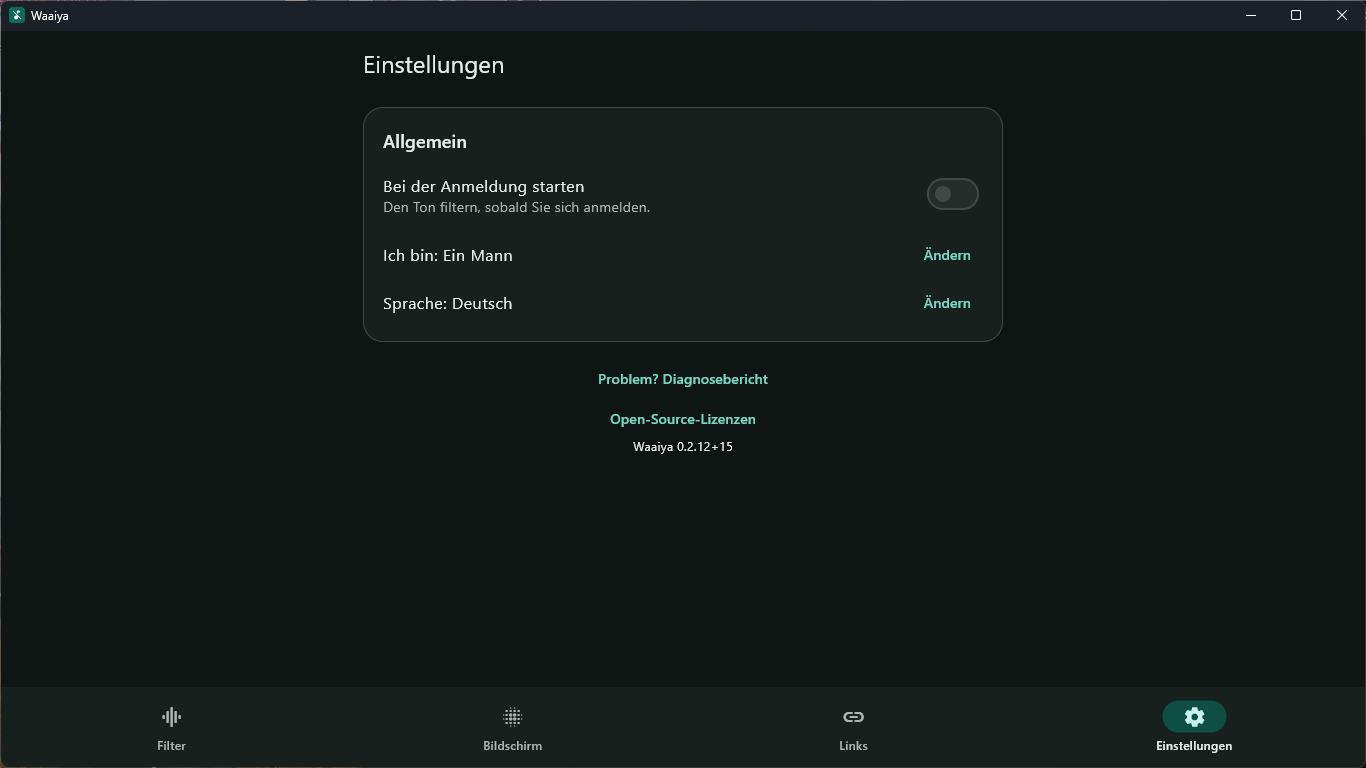 Waaiya
Einstellungen
Allgemein
Bei der Anmeldung starten
Den Ton filtern, sobald Sie sich anmelden.
Ich bin: Ein Mann
Ändern
Sprache: Deutsch
Ändern
Problem? Diagnosebericht
Open-Source-Lizenzen
Waaiya 0.2.12+15
Filter
Bildschirm
Links
Einstellungen